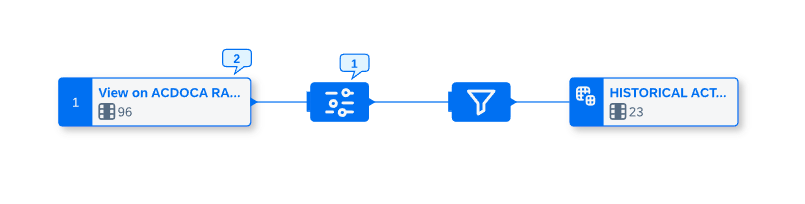 2
1
1
View on ACDOCA RA...
96
HISTORICAL ACT...
23